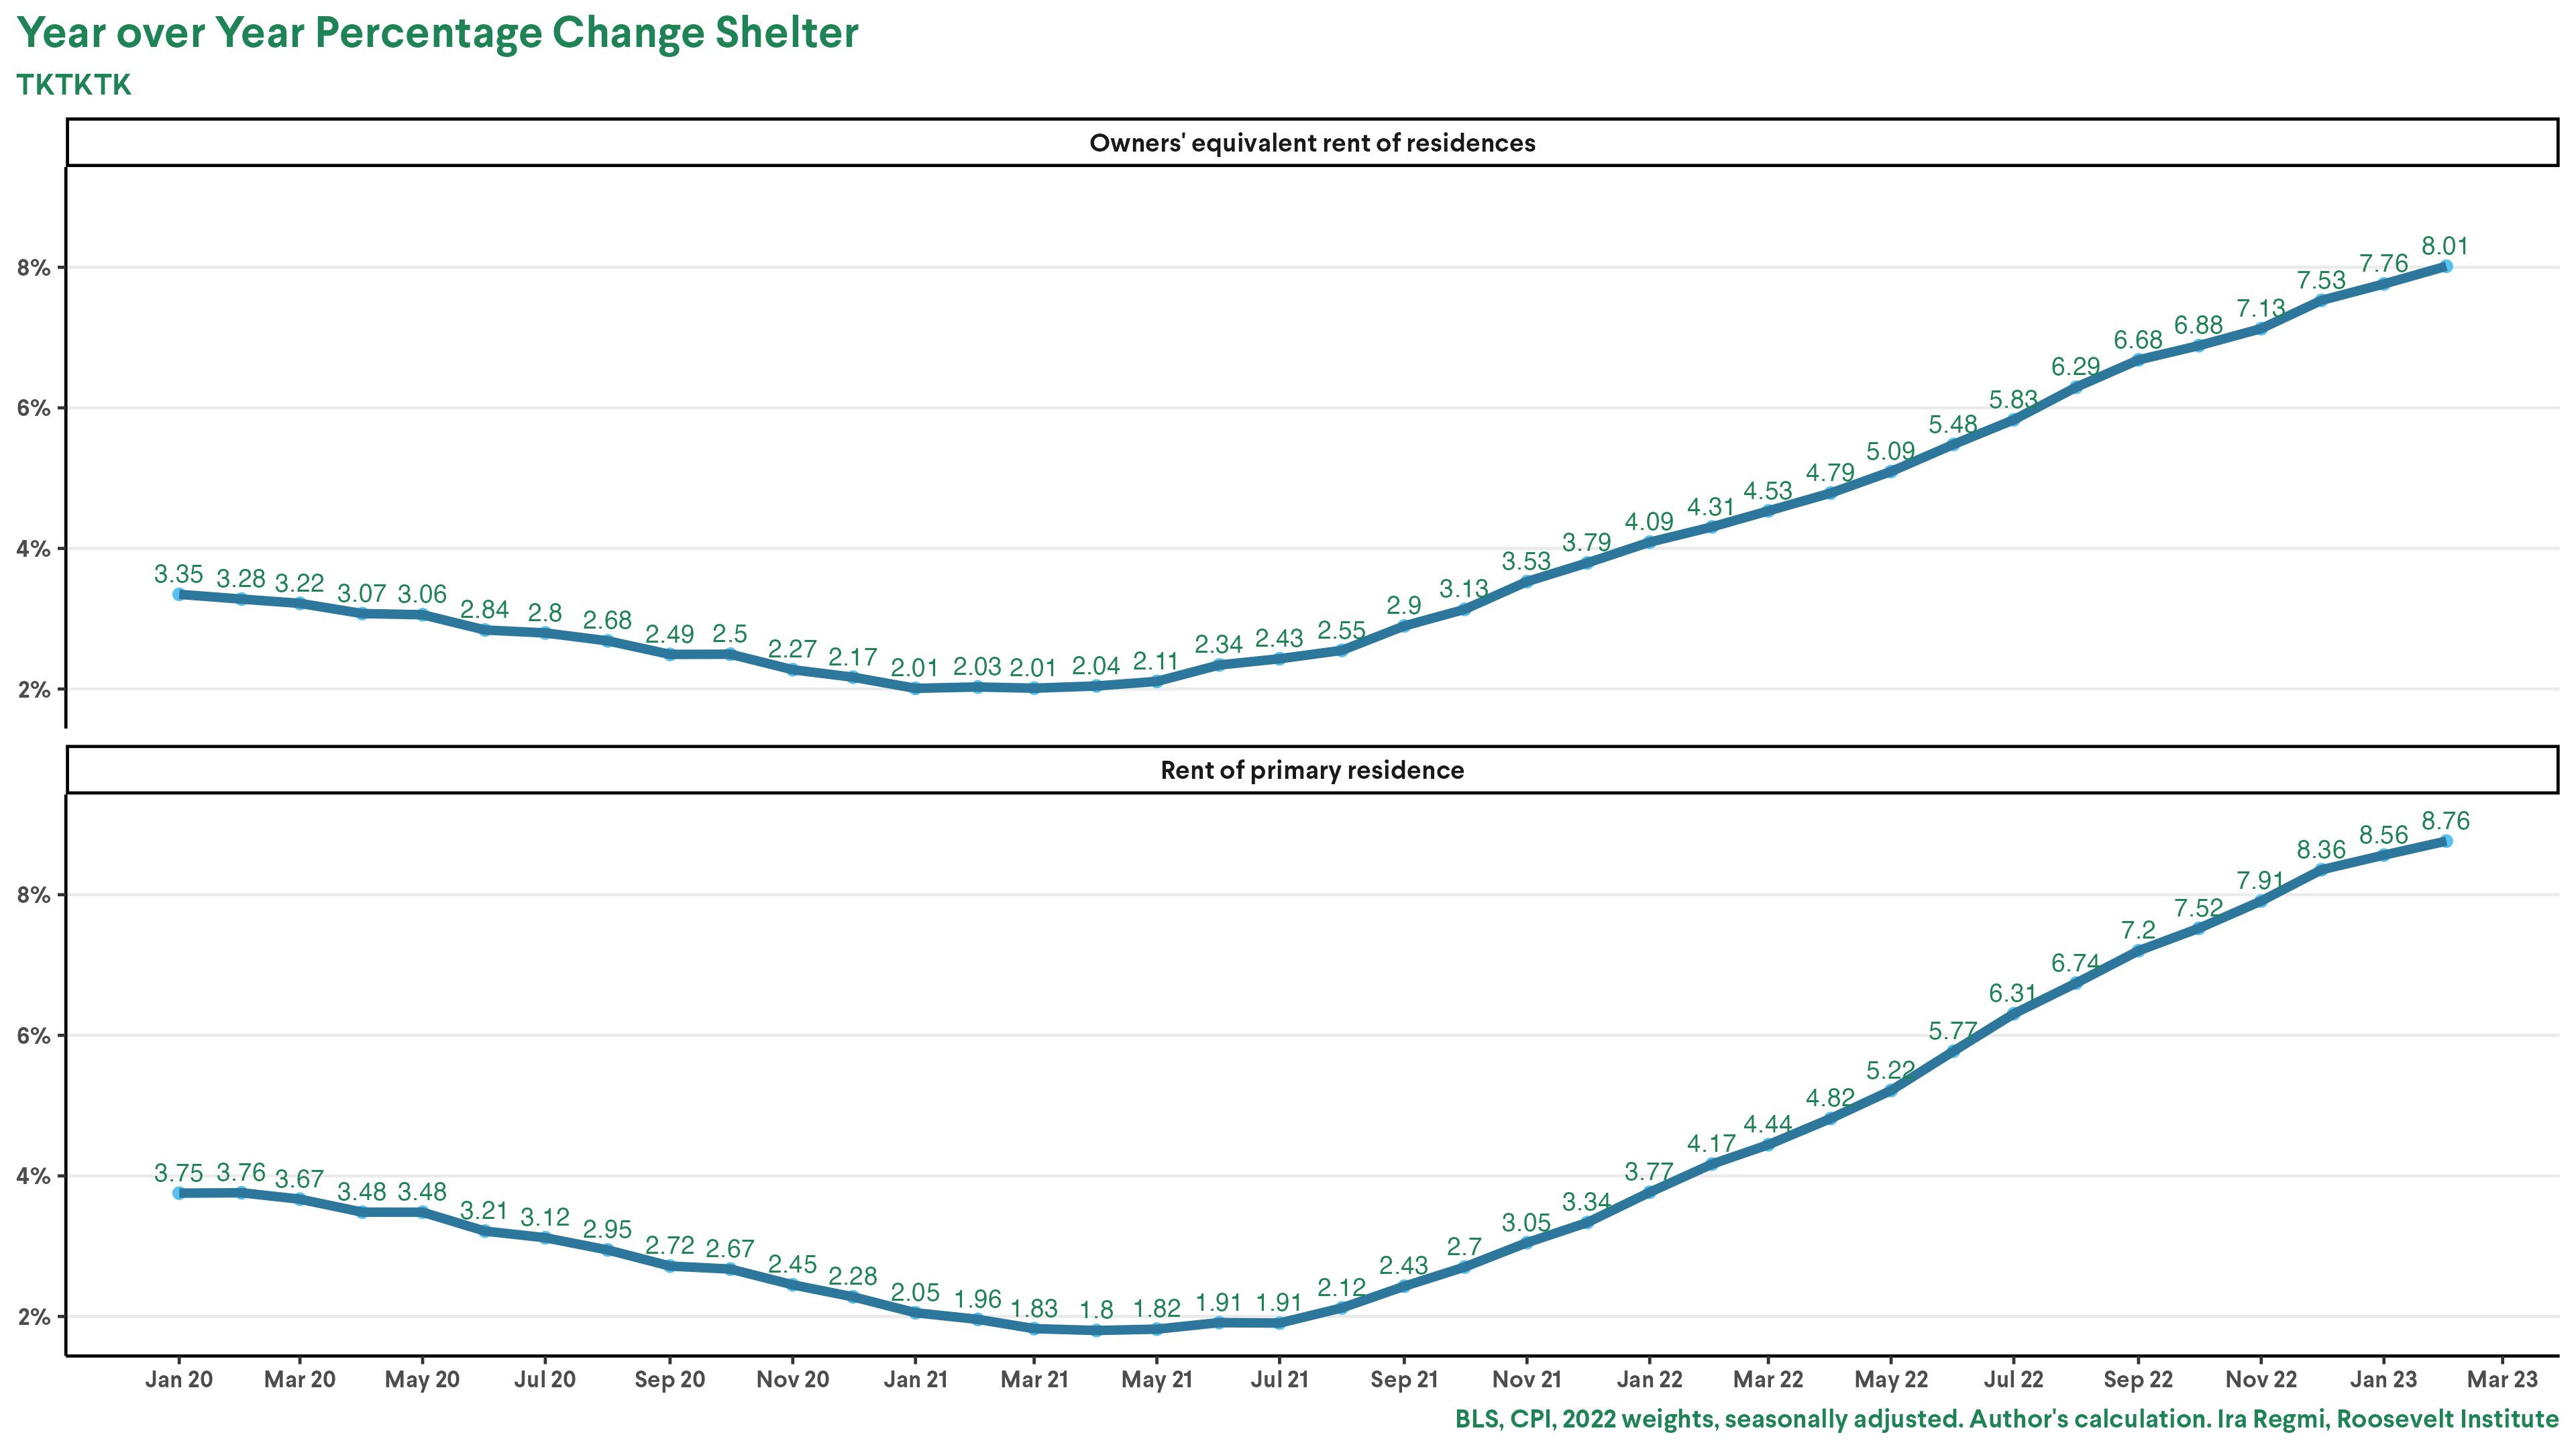 Year over Year Percentage Change Shelter
TKTKTK
Owners' equivalent rent of residences
8%
6%
4%
2%
3.35 3.28 3.22 3.07 3.06 2.84 2.8 2.68 2.49 2.5 2.27 2.17 2.01 2.03 2.01 2.04 2.11 2.34 2.43 2.55 2.9 3.13 3.53 3.79 4.09 4.31 4.53 4.79 5.09 5.48 5.83 6.29 6.68 6.88 7.13 7.53 7.76 8.01
Rent of primary residence
8%
6%
4%
2%
3.75 3.76 3.67 3.48 3.48 3.21 3.12 2.95 2.72 2.67 2.45 2.28 2.05 1.96 1.83 1.8 1.82 1.91 1.91 2.12 2.43 2.7 3.05 3.34 3.77 4.17 4.44 4.82 5.22 5.77 6.31 6.74 7.2 7.52 7.91 8.36 8.56 8.76
Jan 20 Mar 20 May 20 Jul 20 Sep 20 Nov 20 Jan 21 Mar 21 May 21 Jul 21 Sep 21 Nov 21 Jan 22 Mar 22 May 22 Jul 22 Sep 22 Nov 22 Jan 23 Mar 23
BLS, CPI, 2022 weights, seasonally adjusted. Author's calculation. Ira Regmi, Roosevelt Institute